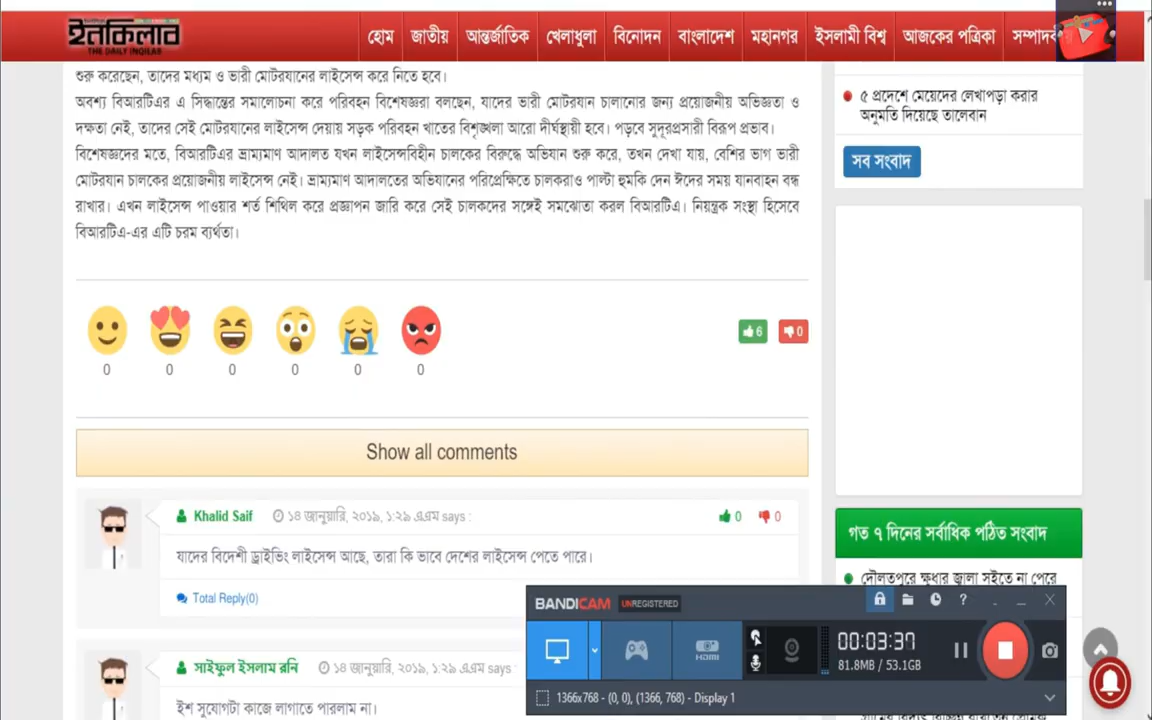 ইনকিলাব
THE DAILY INQILAB
হোম জাতীয় আন্তর্জাতিক খেলাধুলা বিনোদন বাংলাদেশ মহানগর ইসলামী বিশ্ব আজকের পত্রিকা
শুরু করেছেন, তাদের মধ্যম ও ভারী মোটরযানের লাইসেন্স করে নিতে হবে।
অবশ্য বিআরটিএর এ সিদ্ধান্তের সমালোচনা করে পরিবহন বিশেষজ্ঞরা বলছেন, যাদের ভারী মোটরযান চালানোর জন্য প্রয়োজনীয় অভিজ্ঞতা ও
দক্ষতা নেই, তাদের সেই মোটরযানের লাইসেন্স দেয়ায় সড়ক পরিবহন খাতের বিশৃঙ্খলা আরো দীর্ঘস্থায়ী হবে। পড়বে সুদূরপ্রসারী বিরূপ প্রভাব।
বিশেষজ্ঞদের মতে, বিআরটিএর ভ্রাম্যমাণ আদালত যখন লাইসেন্সবিহীন চালকের বিরুদ্ধে অভিযান শুরু করে, তখন দেখা যায়, বেশির ভাগ ভারী
মোটরযান চালকের প্রয়োজনীয় লাইসেন্স নেই। ভ্রাম্যমাণ আদালতের অভিযানের পরিপ্রেক্ষিতে চালকরাও পাল্টা হুমকি দেন ঈদের সময় যানবাহন বন্ধ
রাখার। এখন লাইসেন্স পাওয়ার শর্ত শিথিল করে প্রজ্ঞাপন জারি করে সেই চালকদের সঙ্গেই সমঝোতা করল বিআরটিএ। নিয়ন্ত্রক সংস্থা হিসেবে
বিআরটিএ-এর এটি চরম ব্যর্থতা।
6 0
0 0 0 0 0 0
Show all comments
Khalid Saif ১৪ জানুয়ারি, ২০১৯, ১:২৯ এএম says : 0 0
যাদের বিদেশী ড্রাইভিং লাইসেন্স আছে, তারা কি ভাবে দেশের লাইসেন্স পেতে পারে।
Total Reply(0)
সাইফুল ইসলাম রনি ১৪ জানুয়ারি, ২০১৯, ১:২৯ এএম says
ইশ সুযোগটা কাজে লাগাতে পারলাম না।
৫ প্রদেশে মেয়েদের লেখাপড়া করার
অনুমতি দিয়েছে তালেবান
সব সংবাদ
গত ৭ দিনের সর্বাধিক পঠিত সংবাদ
দৌলতপুরে ক্ষুধার জ্বালা সইতে না পেরে
BANDICAM UNREGISTERED ?
HDMI
00:03:37
81.8MB / 53.1GB
1366x768 - (0, 0), (1366, 768) - Display 1